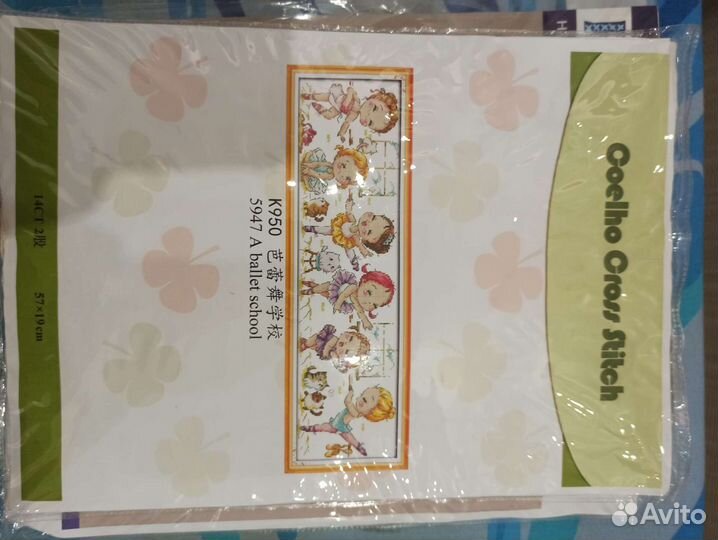 Coelho Cross Stitch
K950 芭蕾舞学校
5947 A ballet school
14CT 2股
57×19cm
H
Avito